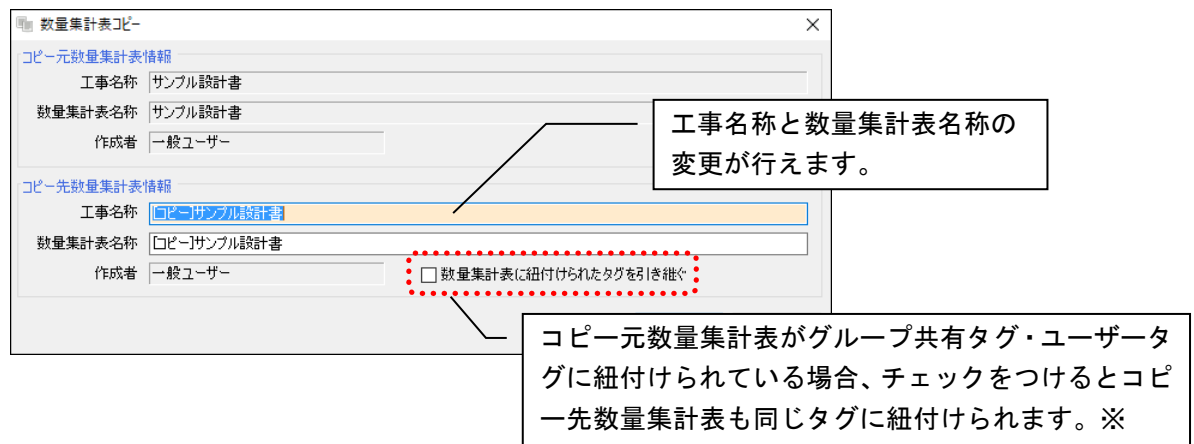 数量集計表コピー
コピー元数量集計表情報
工事名称 サンプル設計書
数量集計表名称 サンプル設計書
作成者 一般ユーザー
工事名称と数量集計表名称の
変更が行えます。
コピー先数量集計表情報
工事名称 [コピー]サンプル設計書
数量集計表名称 [コピー]サンプル設計書
作成者 一般ユーザー 数量集計表に紐付けられたタグを引き継ぐ
コピー元数量集計表がグループ共有タグ・ユーザータ
グに紐付けられている場合、チェックをつけるとコピ
ー先数量集計表も同じタグに紐付けられます。※